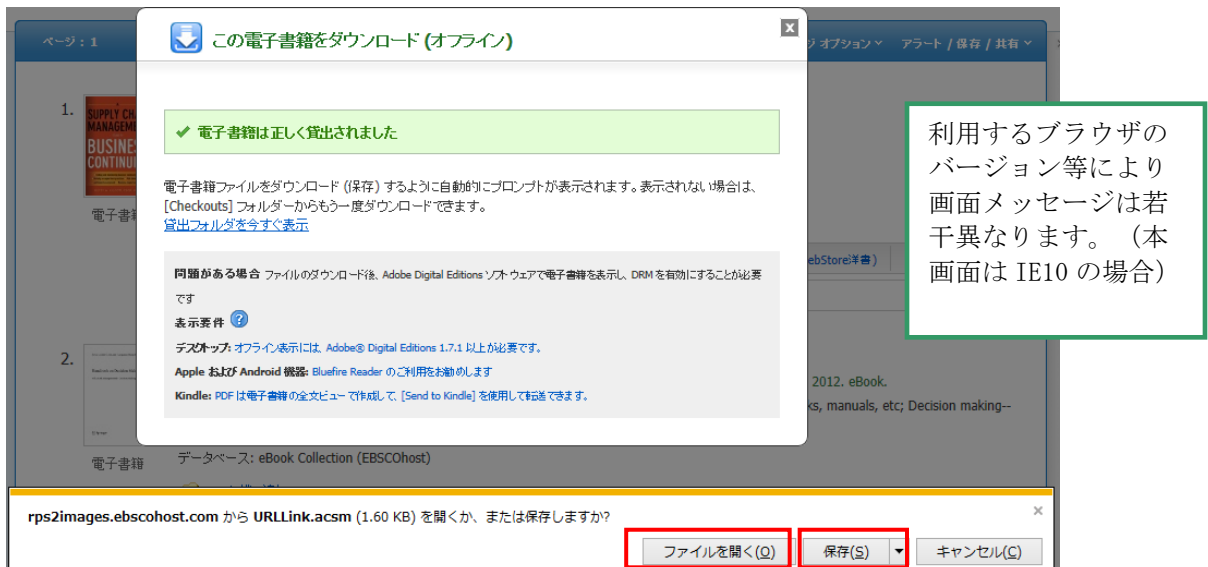 ページ : 1
この電子書籍をダウンロード (オフライン)
x
ジ オプション
アラート / 保存 / 共有
1.
SUPPLY CH
MANAGEM
BUSINE
CONTINU
電子書籍
✔ 電子書籍は正しく貸出されました
電子書籍ファイルをダウンロード (保存) するように自動的にプロンプトが表示されます。表示されない場合は、
[Checkouts] フォルダーからもう一度ダウンロードできます。
貸出フォルダを今すぐ表示
利用するブラウザの
バージョン等により
画面メッセージは若
干異なります。（本
画面は IE10 の場合）
ebStore洋書)
問題がある場合 ファイルのダウンロード後、Adobe Digital Editions ソフトウェアで電子書籍を表示し、DRM を有効にすることが必要
です
表示要件 ?
デスクトップ: オフライン表示には、Adobe® Digital Editions 1.7.1 以上が必要です。
Apple および Android 機器: Bluefire Reader のご利用をお勧めします
Kindle: PDF は電子書籍の全文ビューで作成して、[Send to Kindle] を使用して転送できます。
2.
2012. eBook.
ks, manuals, etc; Decision making--
電子書籍
データベース: eBook Collection (EBSCOhost)
rps2images.ebscohost.com から URLLink.acsm (1.60 KB) を開くか、または保存しますか?
×
ファイルを開く(O)
保存(S)
キャンセル(C)